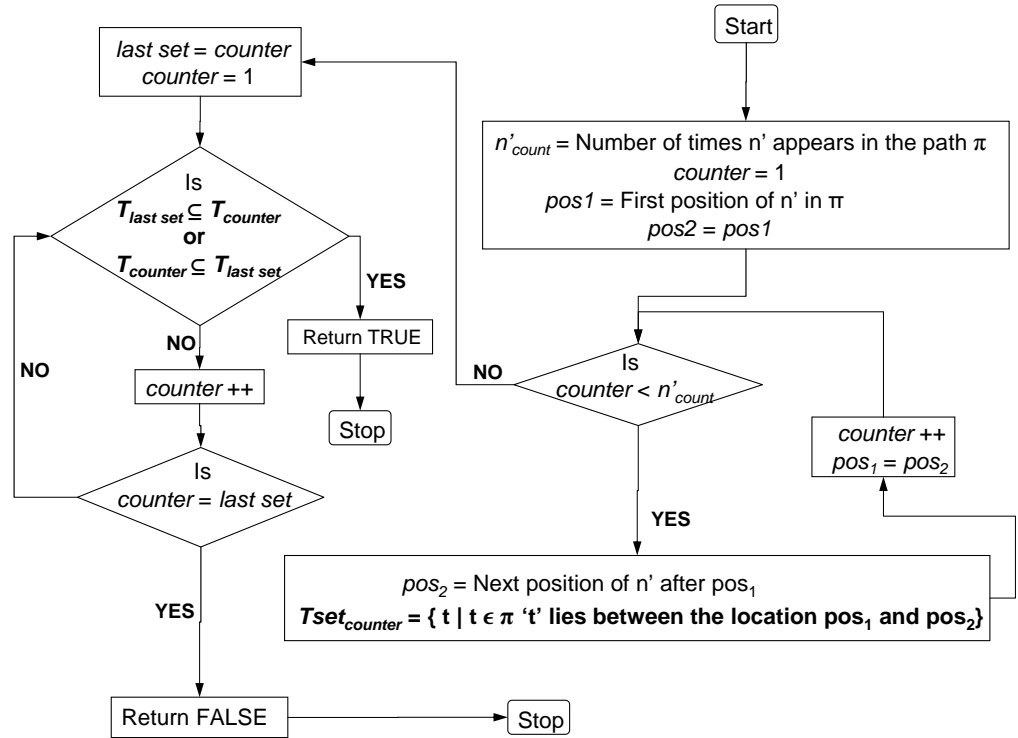 Start
n'count = Number of times n' appears in the path π
counter = 1
pos1 = First position of n' in π
pos2 = pos1
Is
counter < n'count
NO
YES
counter ++
pos1 = pos2
pos2 = Next position of n' after pos1
Tsetcounter = { t | t ϵ π ‘t’ lies between the location pos1 and pos2}
last set = counter
counter = 1
Is
Tlast set ⊆ Tcounter
or
Tcounter ⊆ Tlast set
YES
Return TRUE
Stop
NO
counter ++
Is
counter = last set
NO
YES
Return FALSE
Stop